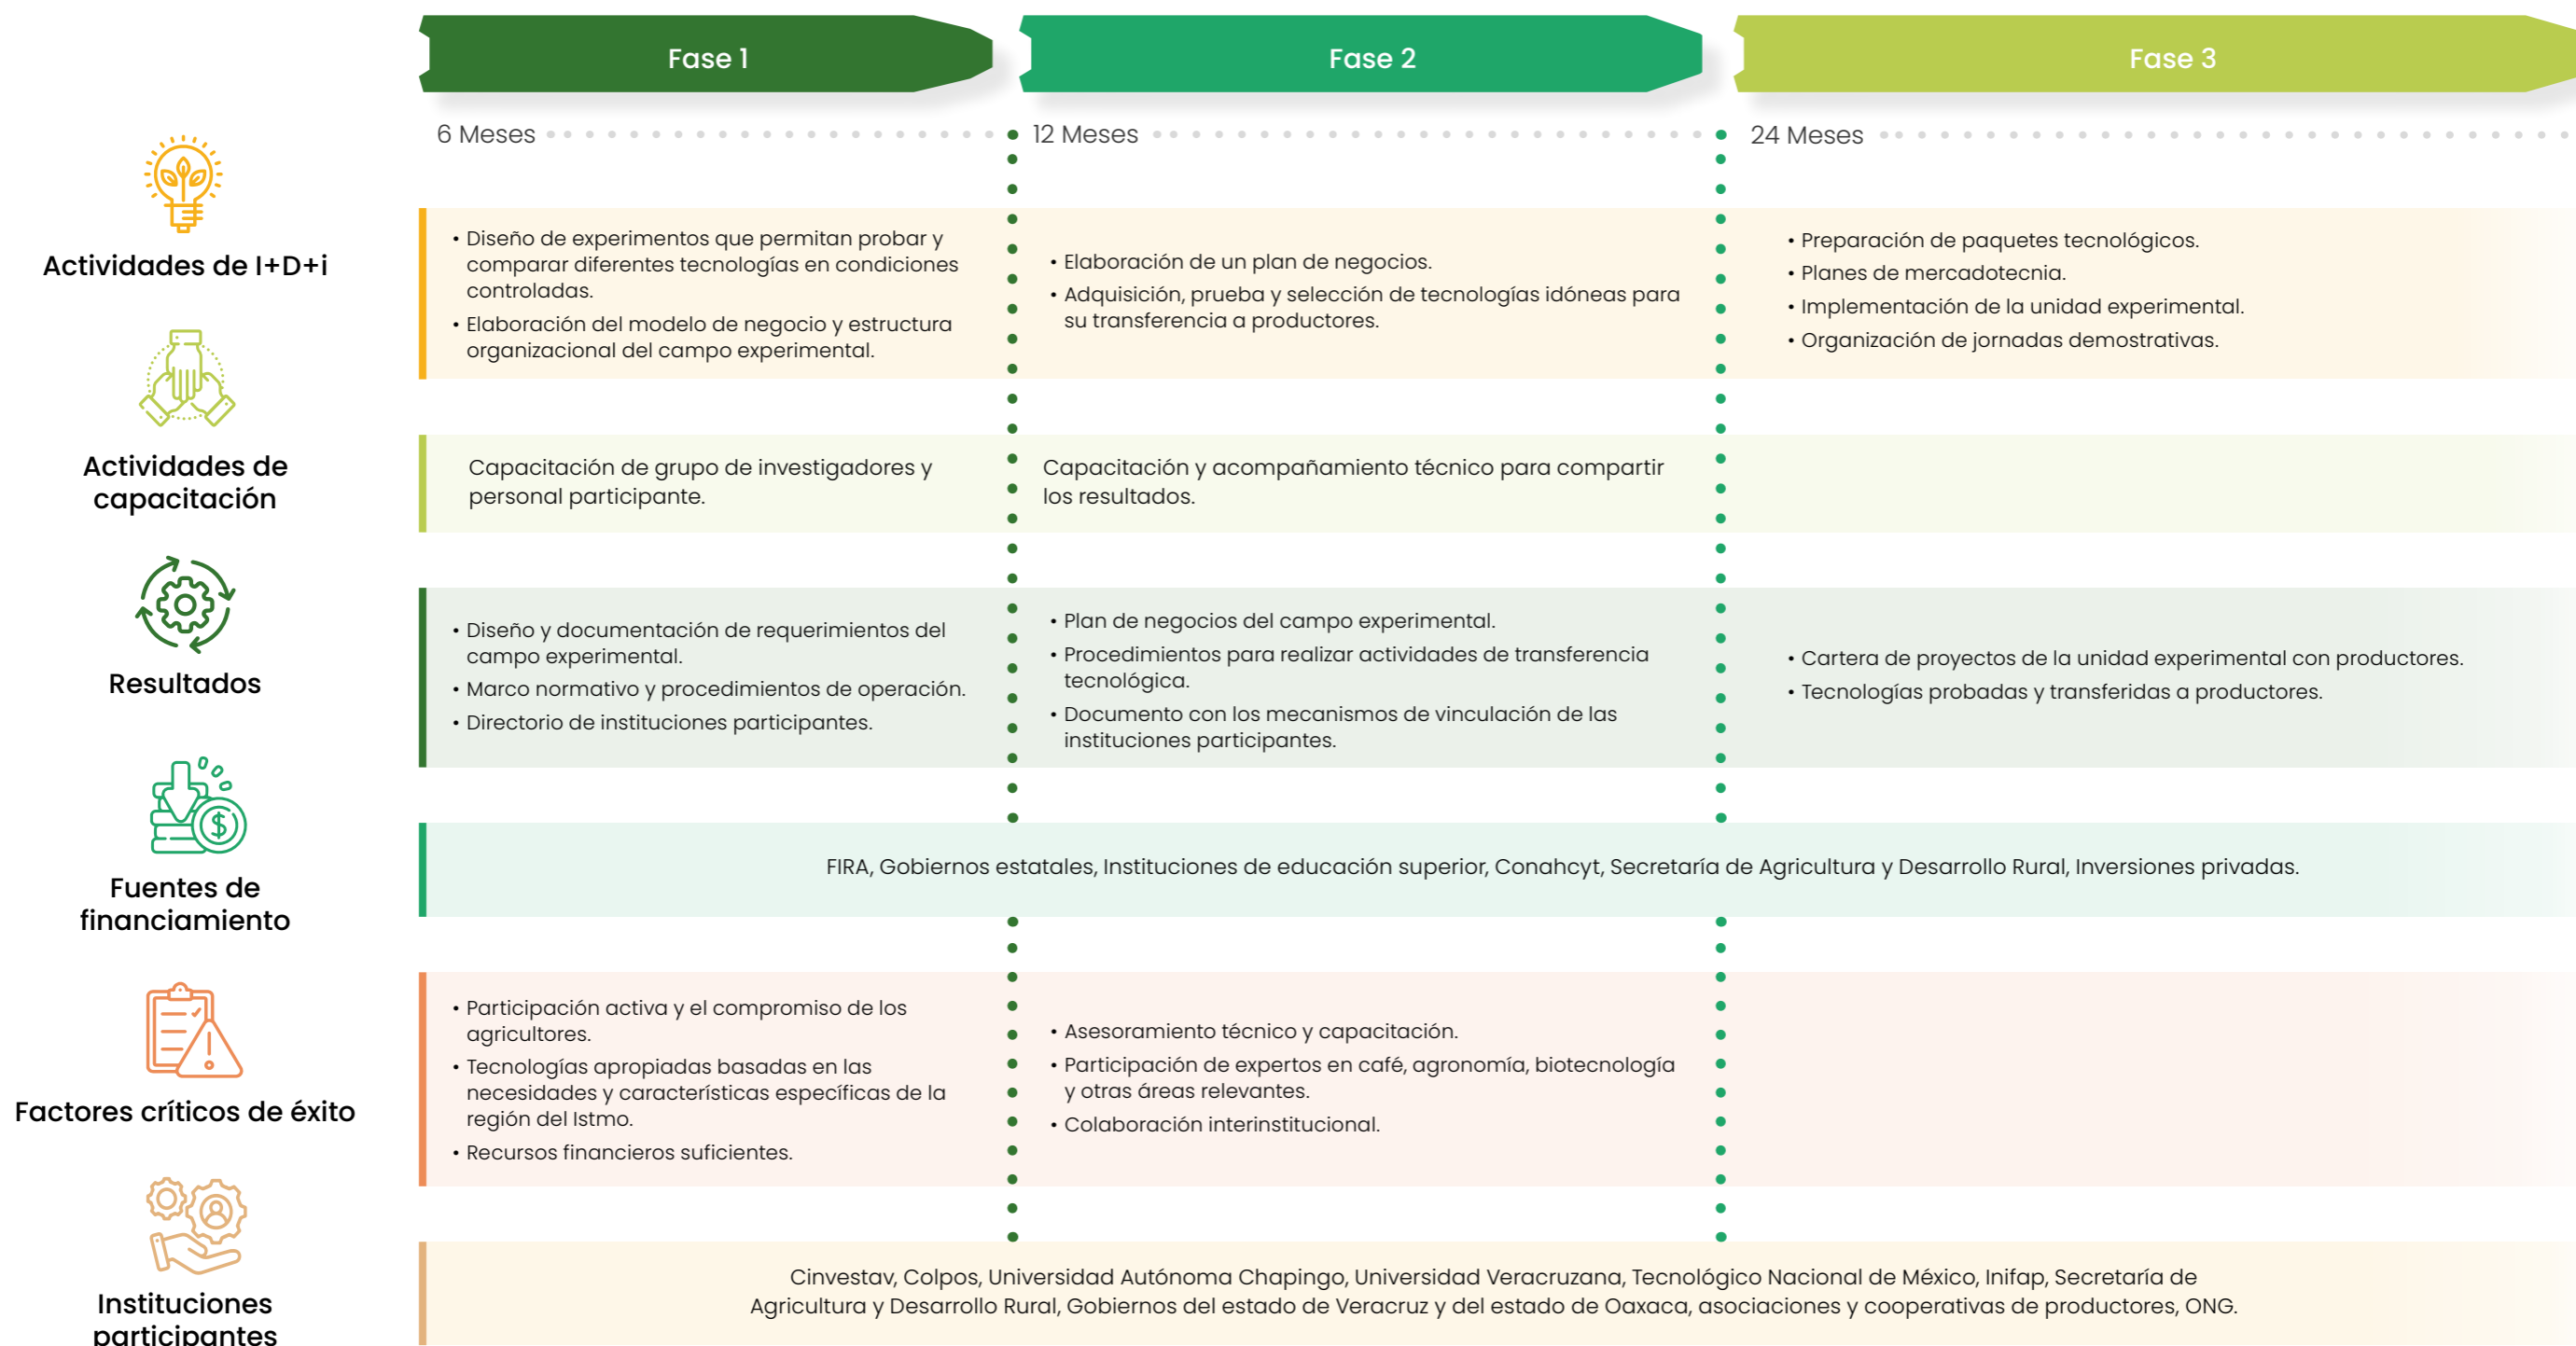 Fase 1
Fase 2
Fase 3
6 Meses
12 Meses
24 Meses
Actividades de I+D+i
• Diseño de experimentos que permitan probar y
comparar diferentes tecnologías en condiciones
controladas.
• Elaboración del modelo de negocio y estructura
organizacional del campo experimental.
• Elaboración de un plan de negocios.
• Adquisición, prueba y selección de tecnologías idóneas para
su transferencia a productores.
• Preparación de paquetes tecnológicos.
• Planes de mercadotecnia.
• Implementación de la unidad experimental.
• Organización de jornadas demostrativas.
Actividades de
capacitación
Capacitación de grupo de investigadores y
personal participante.
Capacitación y acompañamiento técnico para compartir
los resultados.
Resultados
• Diseño y documentación de requerimientos del
campo experimental.
• Marco normativo y procedimientos de operación.
• Directorio de instituciones participantes.
• Plan de negocios del campo experimental.
• Procedimientos para realizar actividades de transferencia
tecnológica.
• Documento con los mecanismos de vinculación de las
instituciones participantes.
• Cartera de proyectos de la unidad experimental con productores.
• Tecnologías probadas y transferidas a productores.
Fuentes de
financiamiento
FIRA, Gobiernos estatales, Instituciones de educación superior, Conahcyt, Secretaría de Agricultura y Desarrollo Rural, Inversiones privadas.
Factores críticos de éxito
• Participación activa y el compromiso de los
agricultores.
• Tecnologías apropiadas basadas en las
necesidades y características específicas de la
región del Istmo.
• Recursos financieros suficientes.
• Asesoramiento técnico y capacitación.
• Participación de expertos en café, agronomía, biotecnología
y otras áreas relevantes.
• Colaboración interinstitucional.
Instituciones
participantes
Cinvestav, Colpos, Universidad Autónoma Chapingo, Universidad Veracruzana, Tecnológico Nacional de México, Inifap, Secretaría de
Agricultura y Desarrollo Rural, Gobiernos del estado de Veracruz y del estado de Oaxaca, asociaciones y cooperativas de productores, ONG.